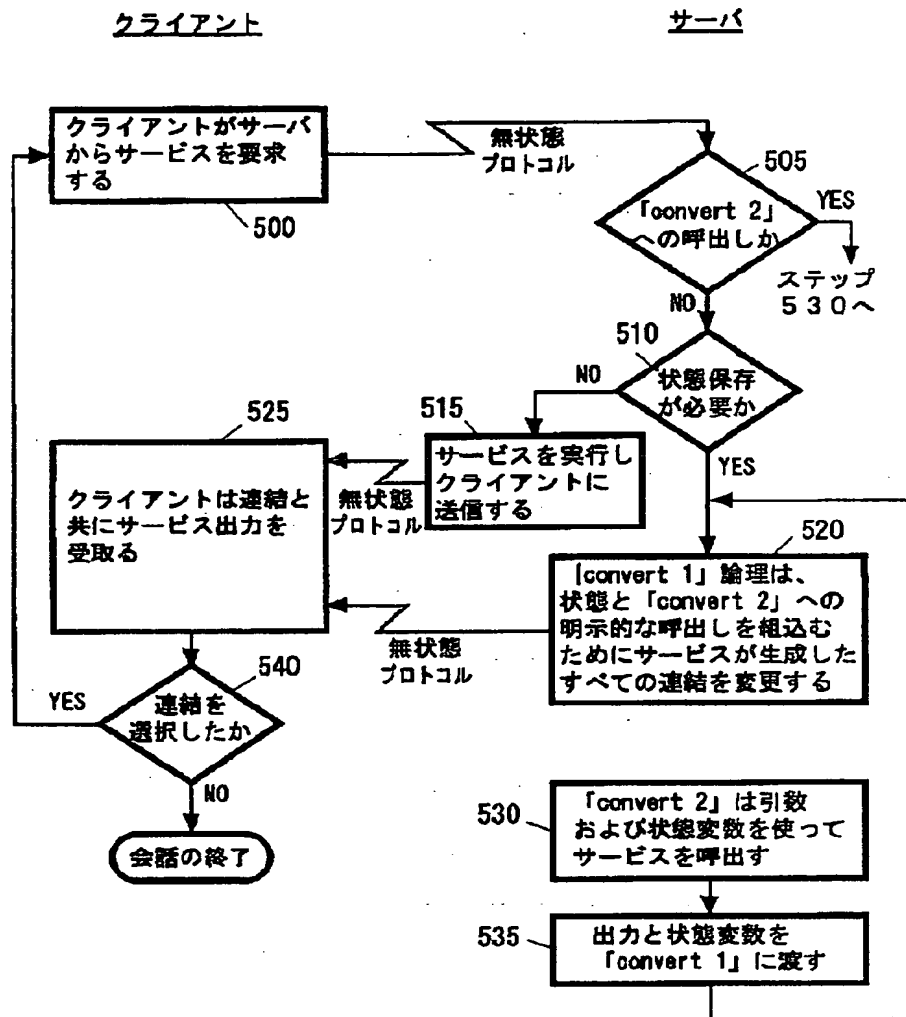 クライアント
サーバ
クライアントがサーバ
からサービスを要求
する
500
無状態
プロトコル
505
「convert 2」
への呼出しか
YES
ステップ
530へ
NO
510
状態保存
が必要か
NO
YES
515
サービスを実行し
クライアントに
送信する
無状態
プロトコル
525
クライアントは連結と
共にサービス出力を
受取る
520
「convert 1」論理は、
状態と「convert 2」への
明示的な呼出しを組込む
ためにサービスが生成した
すべての連結を変更する
無状態
プロトコル
540
連結を
選択したか
YES
NO
会話の終了
530
「convert 2」は引数
および状態変数を使って
サービスを呼出す
535
出力と状態変数を
「convert 1」に渡す